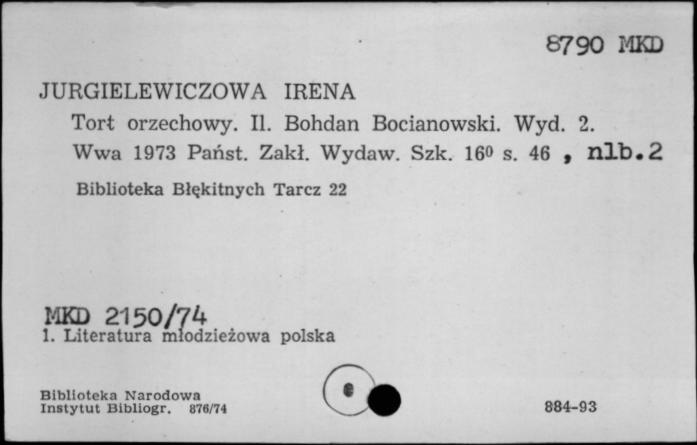 8790 MKD
JURGIELEWICZOWA IRENA
Tort orzechowy. Il. Bohdan Bocianowski. Wyd. 2.
Wwa 1973 Państ. Zakł. Wydaw. Szk. 16⁰ s. 46 , nlb.2
Biblioteka Błękitnych Tarcz 22
MKD 2150/74
1. Literatura młodzieżowa polska
Biblioteka Narodowa
Instytut Bibliogr. 876/74
884-93